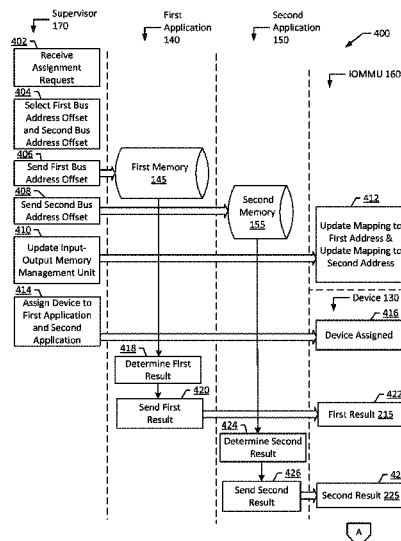 Supervisor
170
First
Application
140
Second
Application
150
400
IOMMU 160
402
Receive
Assignment
Request
404
Select First Bus
Address Offset
and Second Bus
Address Offset
406
Send First Bus
Address Offset
First Memory
145
408
Send Second Bus
Address Offset
Second
Memory
155
410
Update Input-
Output Memory
Management Unit
412
Update Mapping to
First Address &
Update Mapping to
Second Address
414
Assign Device to
First Application
and Second
Application
Device 130
416
Device Assigned
418
Determine First
Result
420
Send First
Result
422
First Result 215
424
Determine Second
Result
426
Send Second
Result
Second Result 225
A